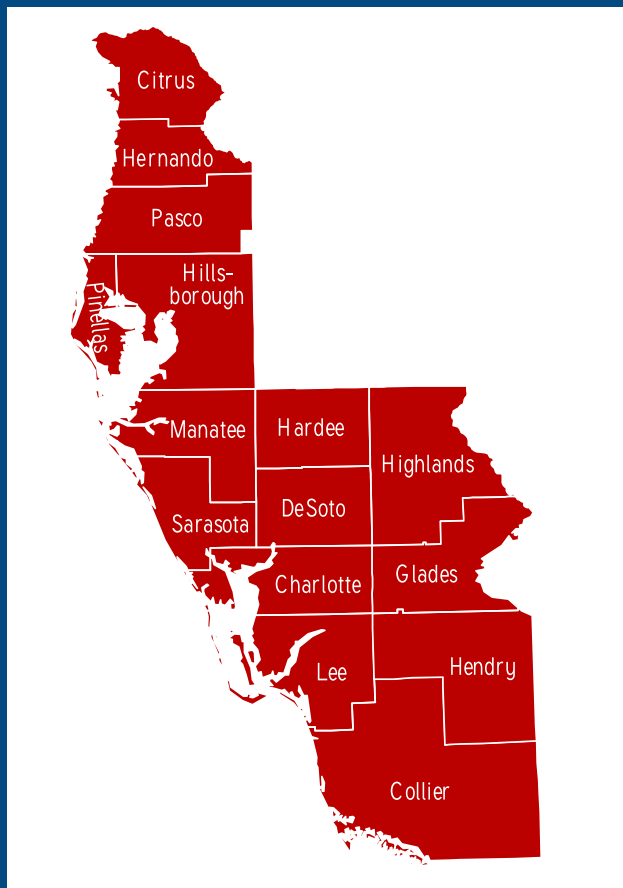 Citrus
Hernando
Pasco
Hills-
borough
Pinellas
Manatee
Hardee
Highlands
DeSoto
Sarasota
Glades
Charlotte
Hendry
Lee
Collier